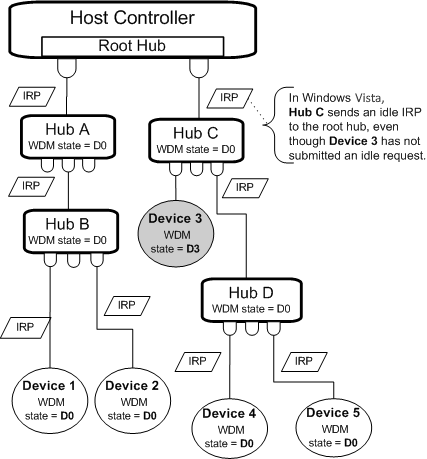 Host Controller
Root Hub
IRP
IRP
In Windows Vista,
Hub C sends an idle IRP
to the root hub, even
though Device 3 has not
submitted an idle request.
Hub A
WDM state = D0
Hub C
WDM state = D0
IRP
IRP
Hub B
WDM state = D0
Device 3
WDM
state = D3
Hub D
WDM state = D0
IRP
IRP
IRP
IRP
Device 1
WDM
state = D0
Device 2
WDM
state = D0
Device 4
WDM
state = D0
Device 5
WDM
state = D0